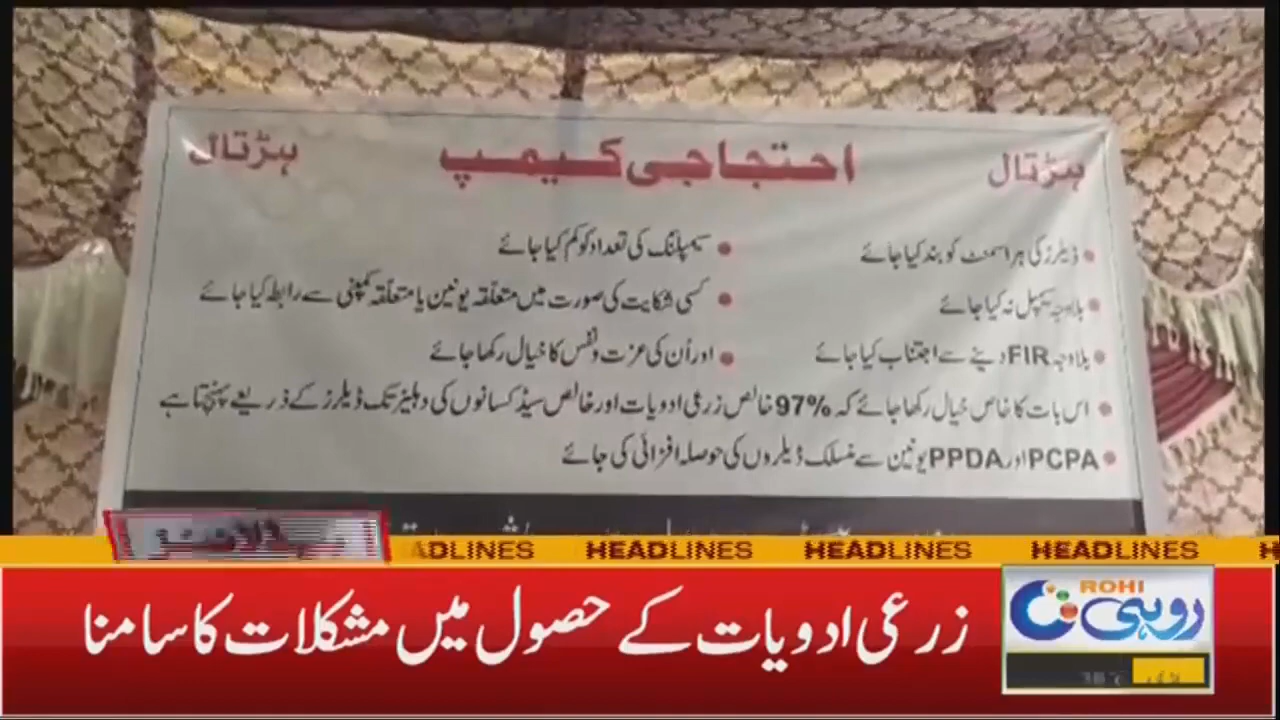 ہڑتال احتجاجی کیمپ ہڑتال
• ڈیلرز کی ہراسمنٹ کو بند کیا جائے
• سیمپلنگ کی تعداد کو کم کیا جائے
• بلاوجہ سیمپل نہ کیا جائے
• کسی شکایت کی صورت میں متعلقہ یونین یا متعلقہ کمپنی سے رابطہ کیا جائے
• بلاوجہ FIR دینے سے اجتناب کیا جائے
• اور اُن کی عزت و نفس کا خیال رکھا جائے
• اس بات کا خاص خیال رکھا جائے کہ 97% خالص زرعی ادویات اور خالص سیڈ کسانوں کی دہلیز تک ڈیلرز کے ذریعے پہنچتا ہے
• PCPA اور PPDA یونین سے منسلک ڈیلروں کی حوصلہ افزائی کی جائے
ADLINES HEADLINES HEADLINES HEADLINES H
ROHI
روہی
زرعی ادویات کے حصول میں مشکلات کا سامنا